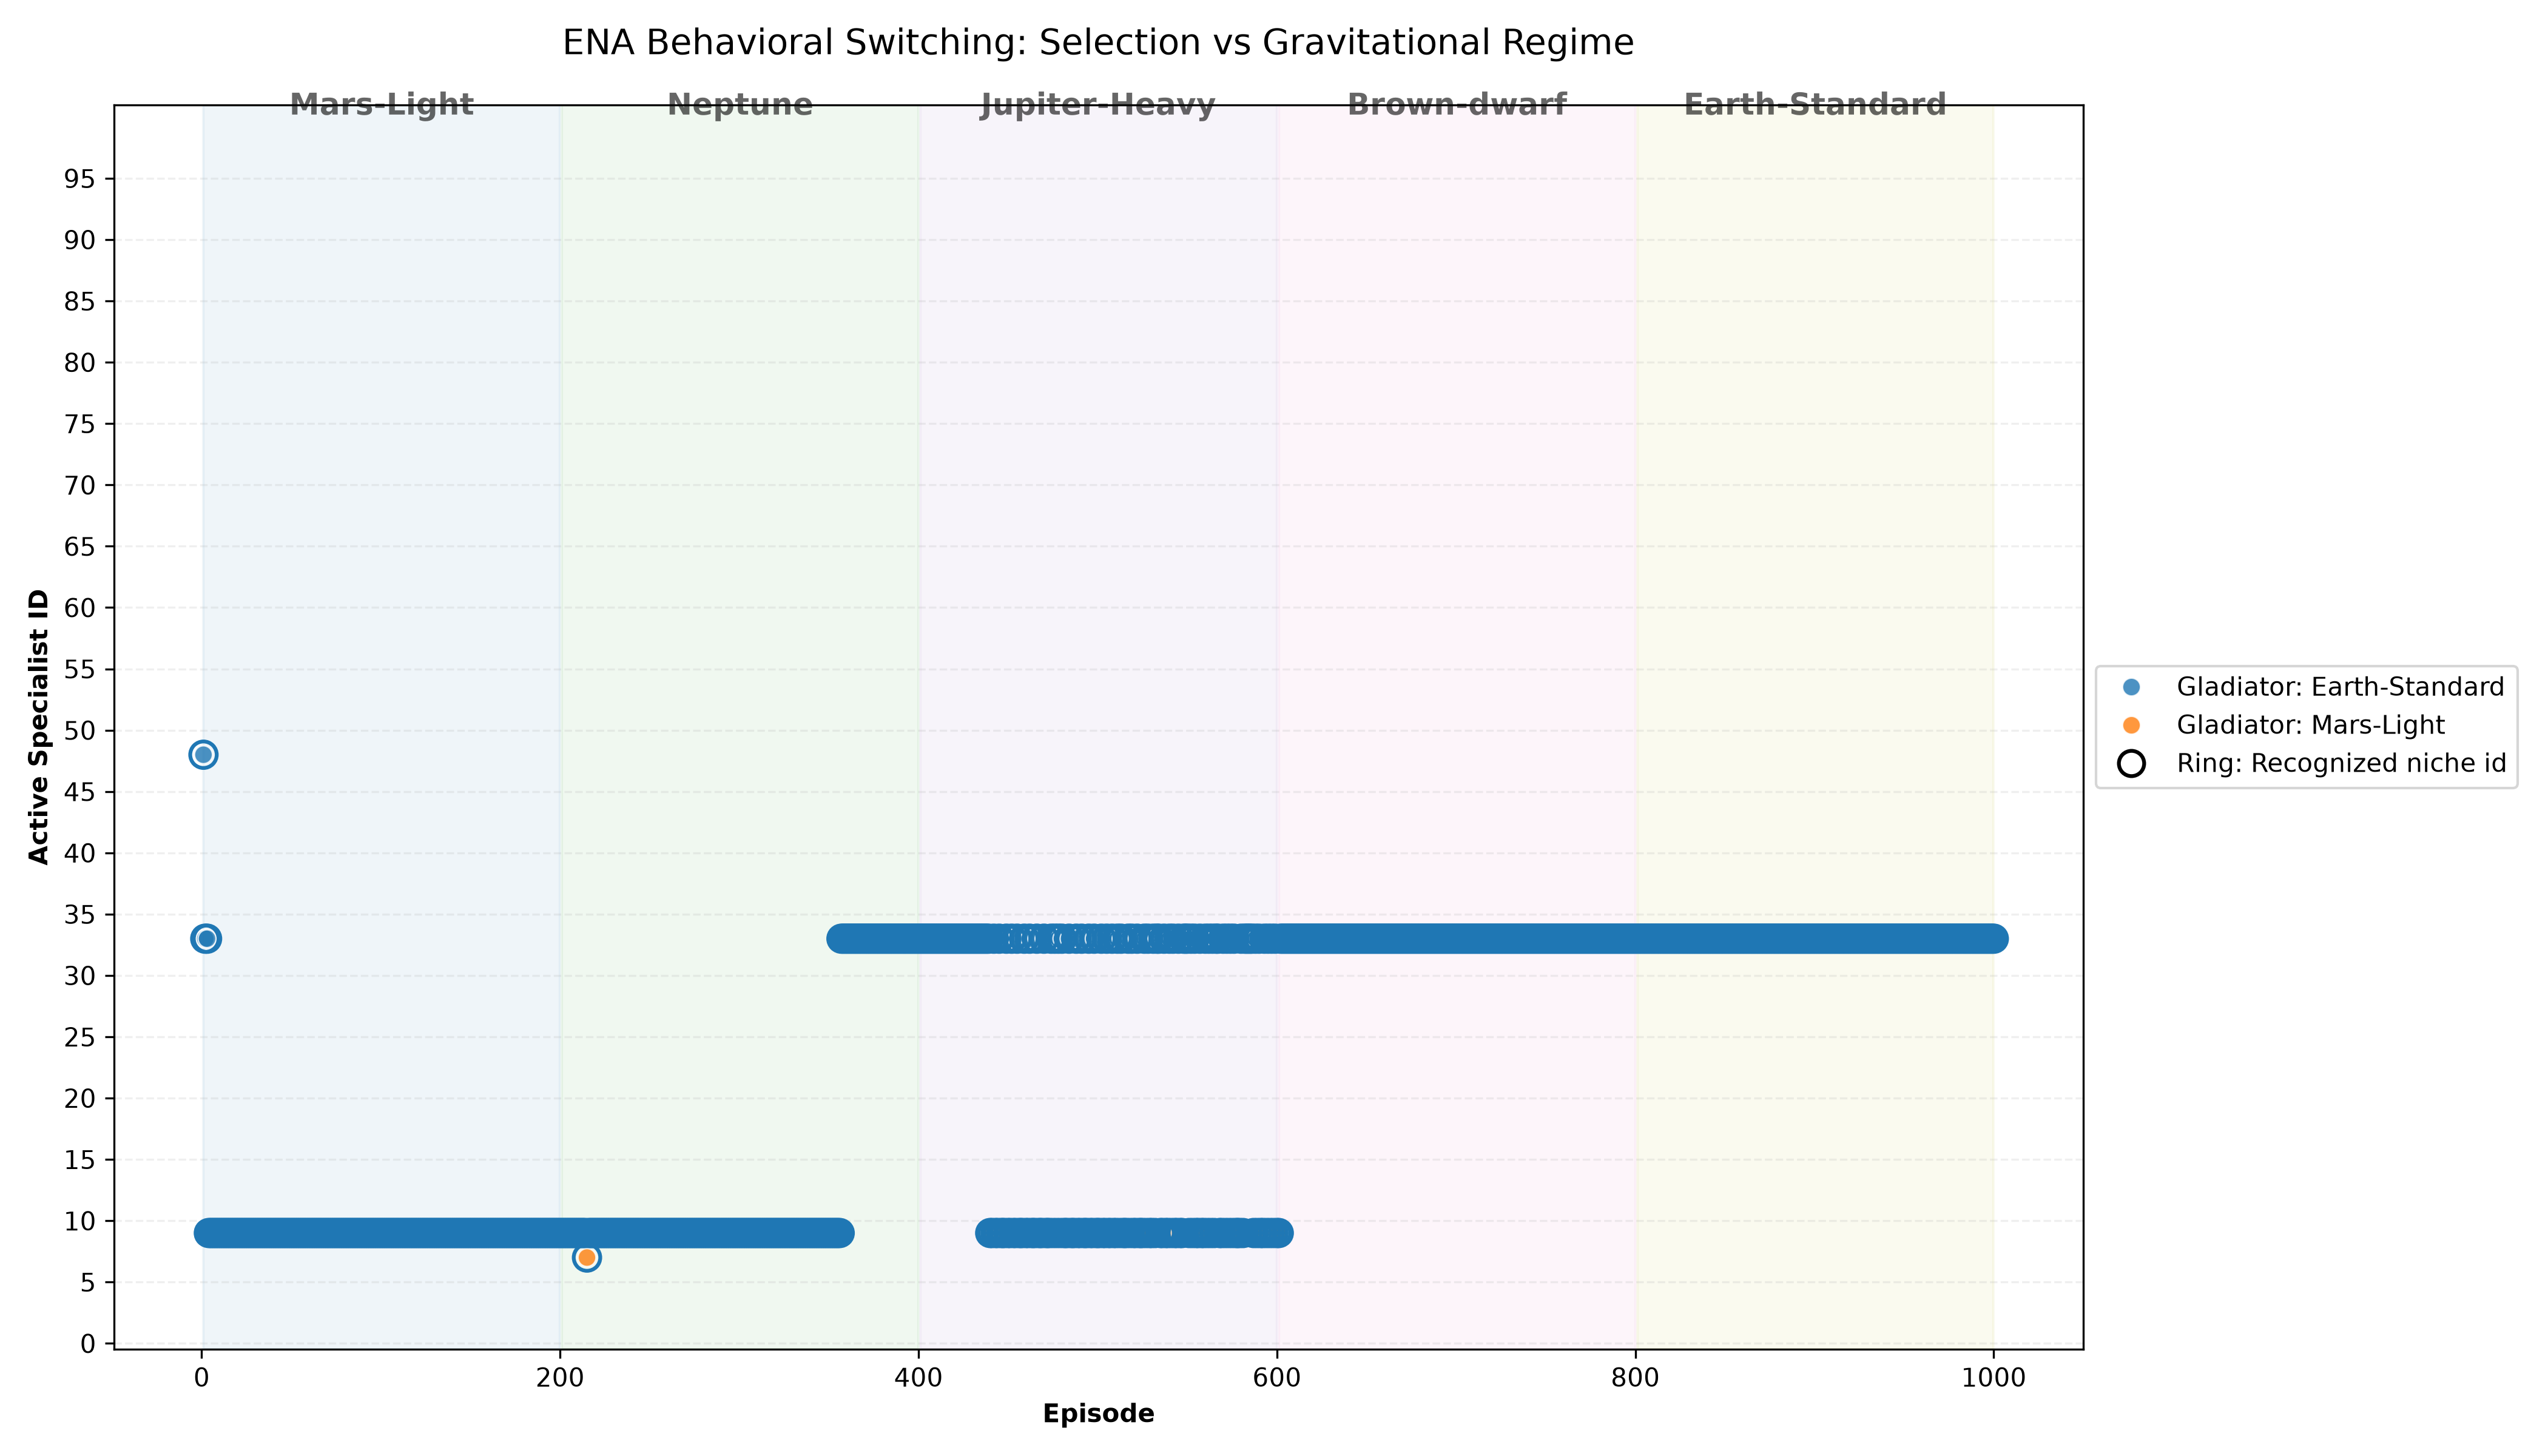 ENA Behavioral Switching: Selection vs Gravitational Regime
Mars-Light
Neptune
Jupiter-Heavy
Brown-dwarf
Earth-Standard
95
90
85
80
75
70
65
60
55
50
45
40
35
30
25
20
15
10
5
0
Active Specialist ID
0
200
400
600
800
1000
Episode
Gladiator: Earth-Standard
Gladiator: Mars-Light
Ring: Recognized niche id